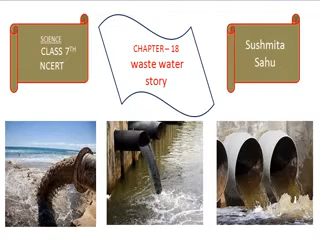 SCIENCE
CLASS 7TH
NCERT
CHAPTER – 18
waste water
story
Sushmita
Sahu